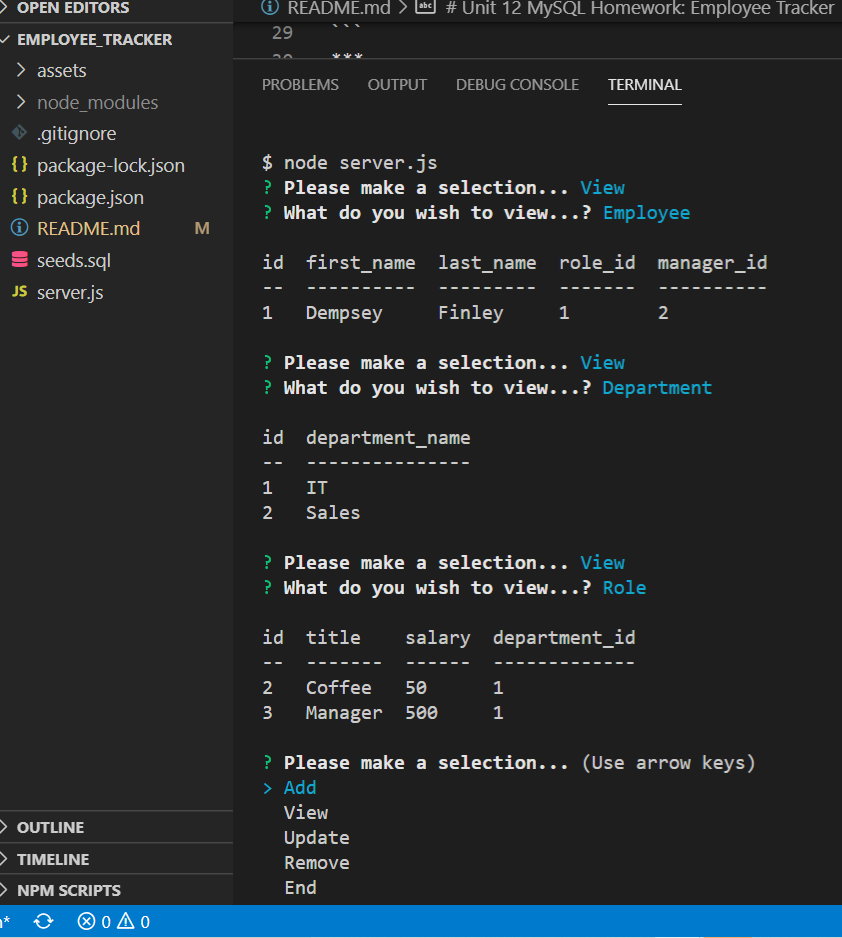 OPEN EDITORS
EMPLOYEE_TRACKER
assets
node_modules
.gitignore
package-lock.json
package.json
README.md M
seeds.sql
server.js
OUTLINE
TIMELINE
NPM SCRIPTS
0 0
README.md > # Unit 12 MySQL Homework: Employee Tracker
29 ```
30 ***
PROBLEMS OUTPUT DEBUG CONSOLE TERMINAL
$ node server.js
? Please make a selection... View
? What do you wish to view...? Employee
id first_name last_name role_id manager_id
-- ---------- --------- ------- ----------
1 Dempsey Finley 1 2
? Please make a selection... View
? What do you wish to view...? Department
id department_name
-- ---------------
1 IT
2 Sales
? Please make a selection... View
? What do you wish to view...? Role
id title salary department_id
-- ------- ------ -------------
2 Coffee 50 1
3 Manager 500 1
? Please make a selection... (Use arrow keys)
> Add
View
Update
Remove
End